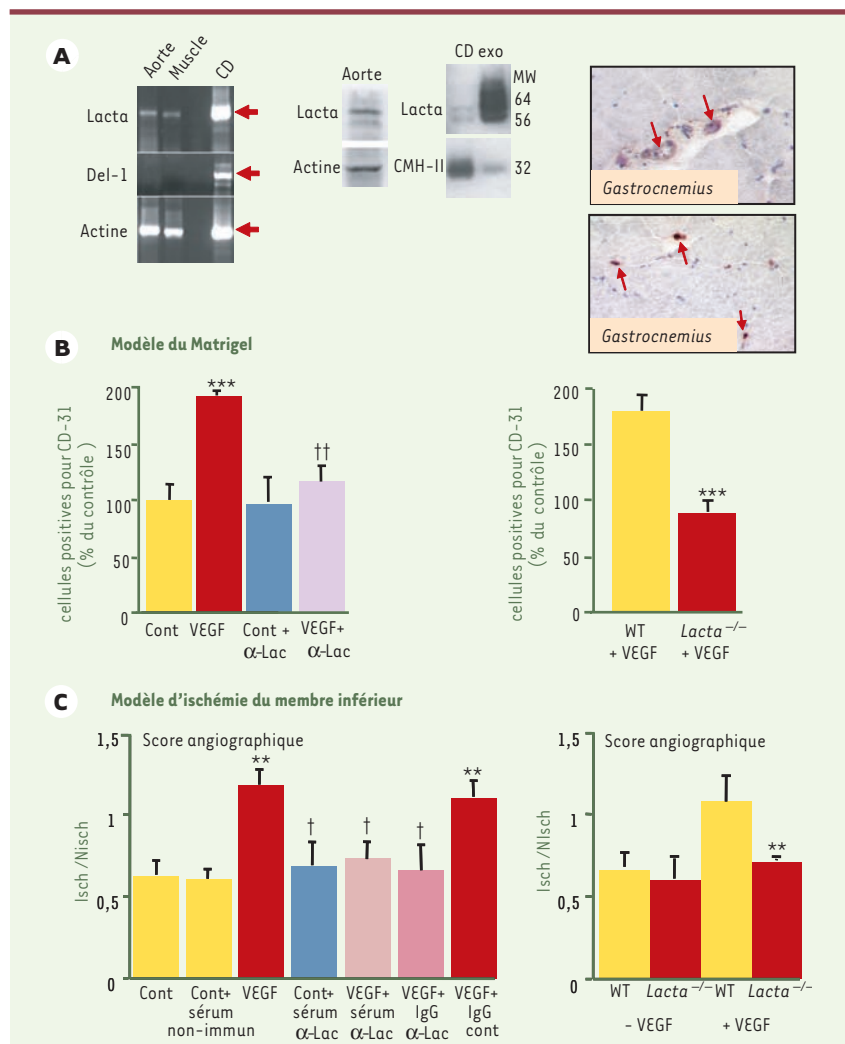 A
Aorte
Muscle
CD
Lacta
Del-1
Actine
Aorte
Lacta
Actine
CD exo
MW
Lacta
64
56
CMH-II
32
Gastrocnemius
Gastrocnemius
B
Modèle du Matrigel
cellules positives pour CD-31
(% du contrôle )
200
150
100
50
0
***
††
Cont
VEGF
Cont +
α-Lac
VEGF+
α-Lac
cellules positives pour CD-31
(% du contrôle )
200
150
100
50
0
***
WT
+ VEGF
Lacta −/−
+ VEGF
C
Modèle d'ischémie du membre inférieur
Score angiographique
Isch /Nisch
1,5
1
0,5
0
**
†
†
†
**
Cont
Cont+
sérum
non-immun
VEGF
Cont+
sérum
α-Lac
VEGF+
sérum
α-Lac
VEGF+
IgG
α-Lac
VEGF+
IgG
cont
Score angiographique
Isch /NIsch
1,5
1
0,5
0
**
WT Lacta −/− WT Lacta −/−
– VEGF + VEGF